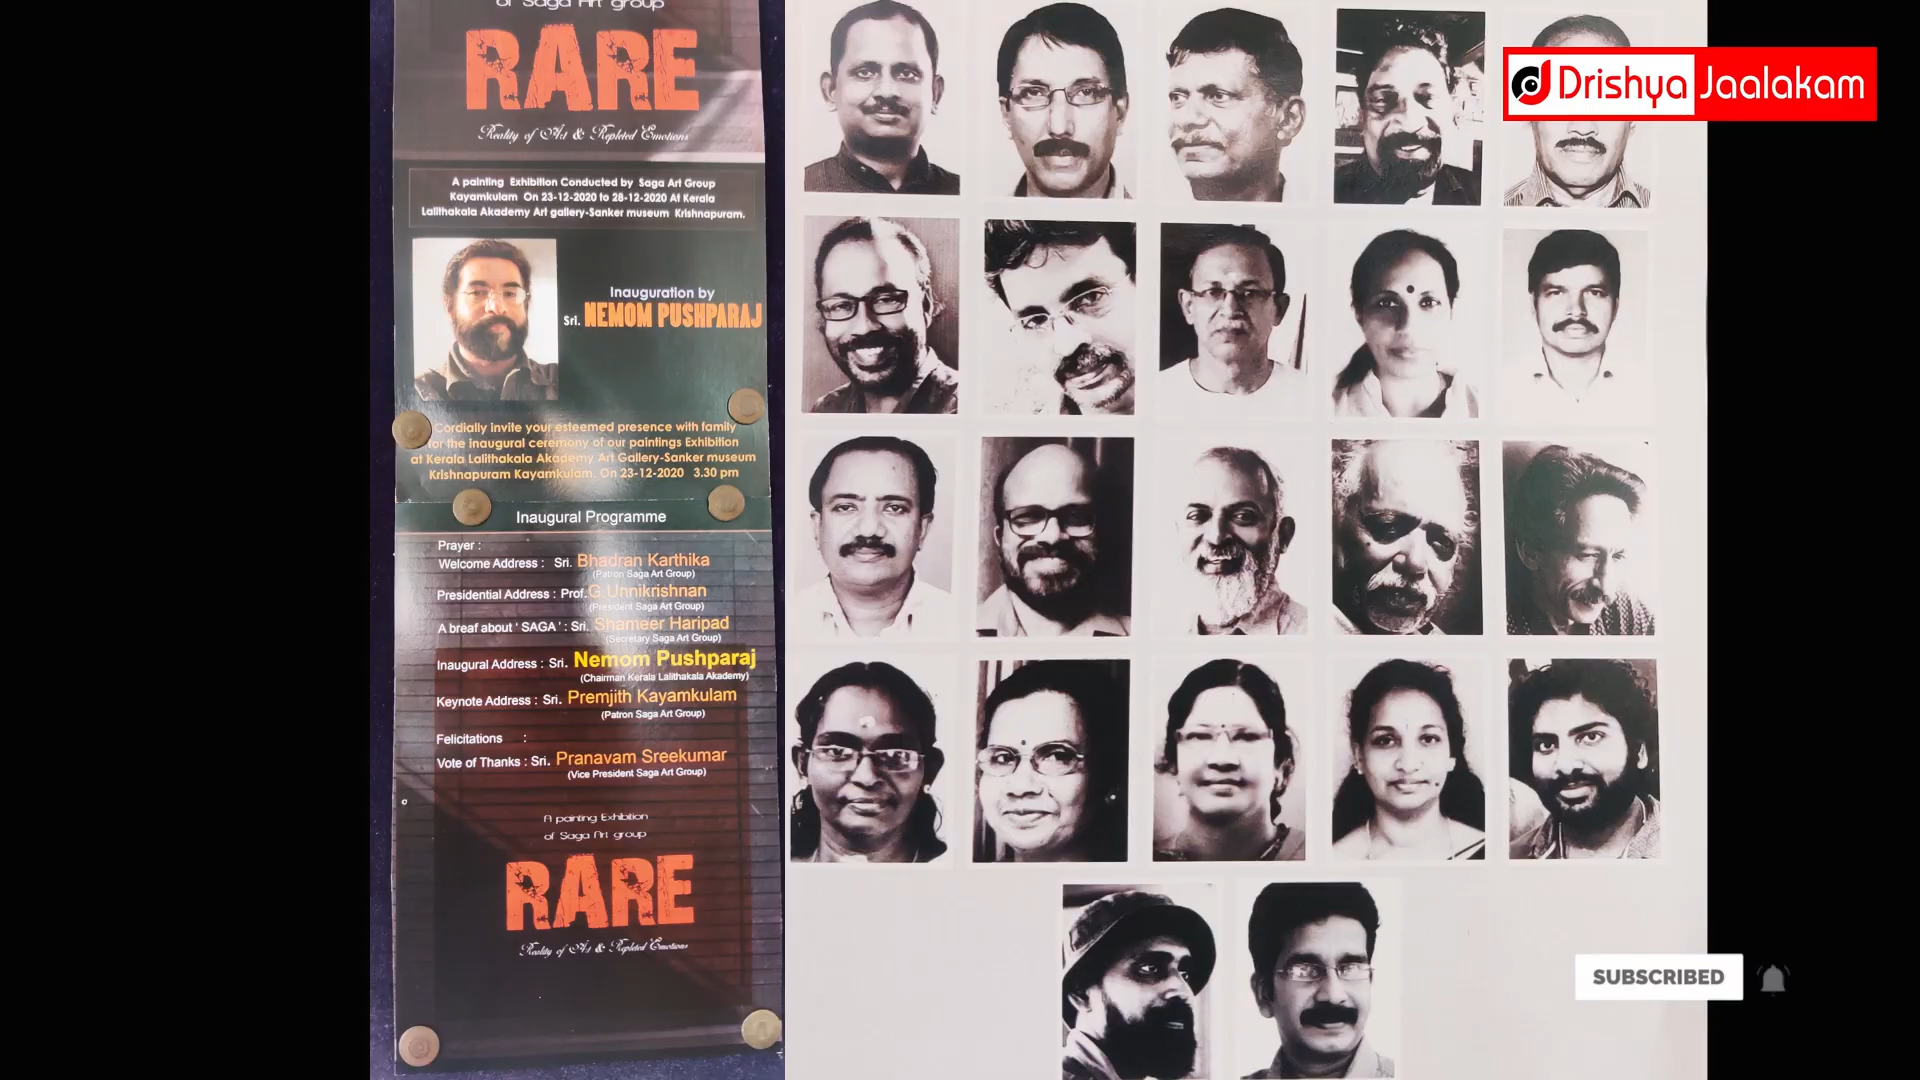 of Saga Art group
RARE
Reality of Art & Repleted Emotions
A painting Exhibition Conducted by Saga Art Group
Kayamkulam On 23-12-2020 to 28-12-2020 At Kerala
Lalithakala Akademy Art gallery-Sanker museum Krishnapuram.
Inauguration by
Sri. NEMOM PUSHPARAJ
Cordially invite your esteemed presence with family
for the inaugural ceremony of our paintings Exhibition
at Kerala Lalithakala Akademy Art Gallery-Sanker museum
Krishnapuram Kayamkulam. On 23-12-2020 3.30 pm
Inaugural Programme
Prayer :
Welcome Address : Sri. Bhadran Karthika
(Patron Saga Art Group)
Presidential Address : Prof. G.Unnikrishnan
(President Saga Art Group)
A breaf about ' SAGA ' : Sri. Shameer Haripad
(Secretary Saga Art Group)
Inaugural Address : Sri. Nemom Pushparaj
(Chairman Kerala Lalithakala Akademy)
Keynote Address : Sri. Premjith Kayamkulam
(Patron Saga Art Group)
Felicitations :
Vote of Thanks : Sri. Pranavam Sreekumar
(Vice President Saga Art Group)
A painting Exhibition
of Saga Art group
RARE
Reality of Art & Repleted Emotions
Drishya Jaalakam
SUBSCRIBED